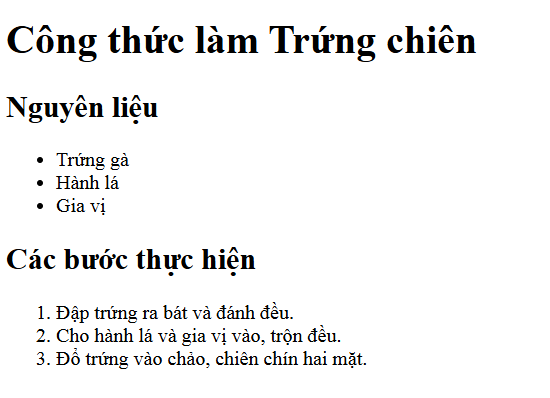 Công thức làm Trứng chiên
Nguyên liệu
• Trứng gà
• Hành lá
• Gia vị
Các bước thực hiện
1. Đập trứng ra bát và đánh đều.
2. Cho hành lá và gia vị vào, trộn đều.
3. Đổ trứng vào chảo, chiên chín hai mặt.